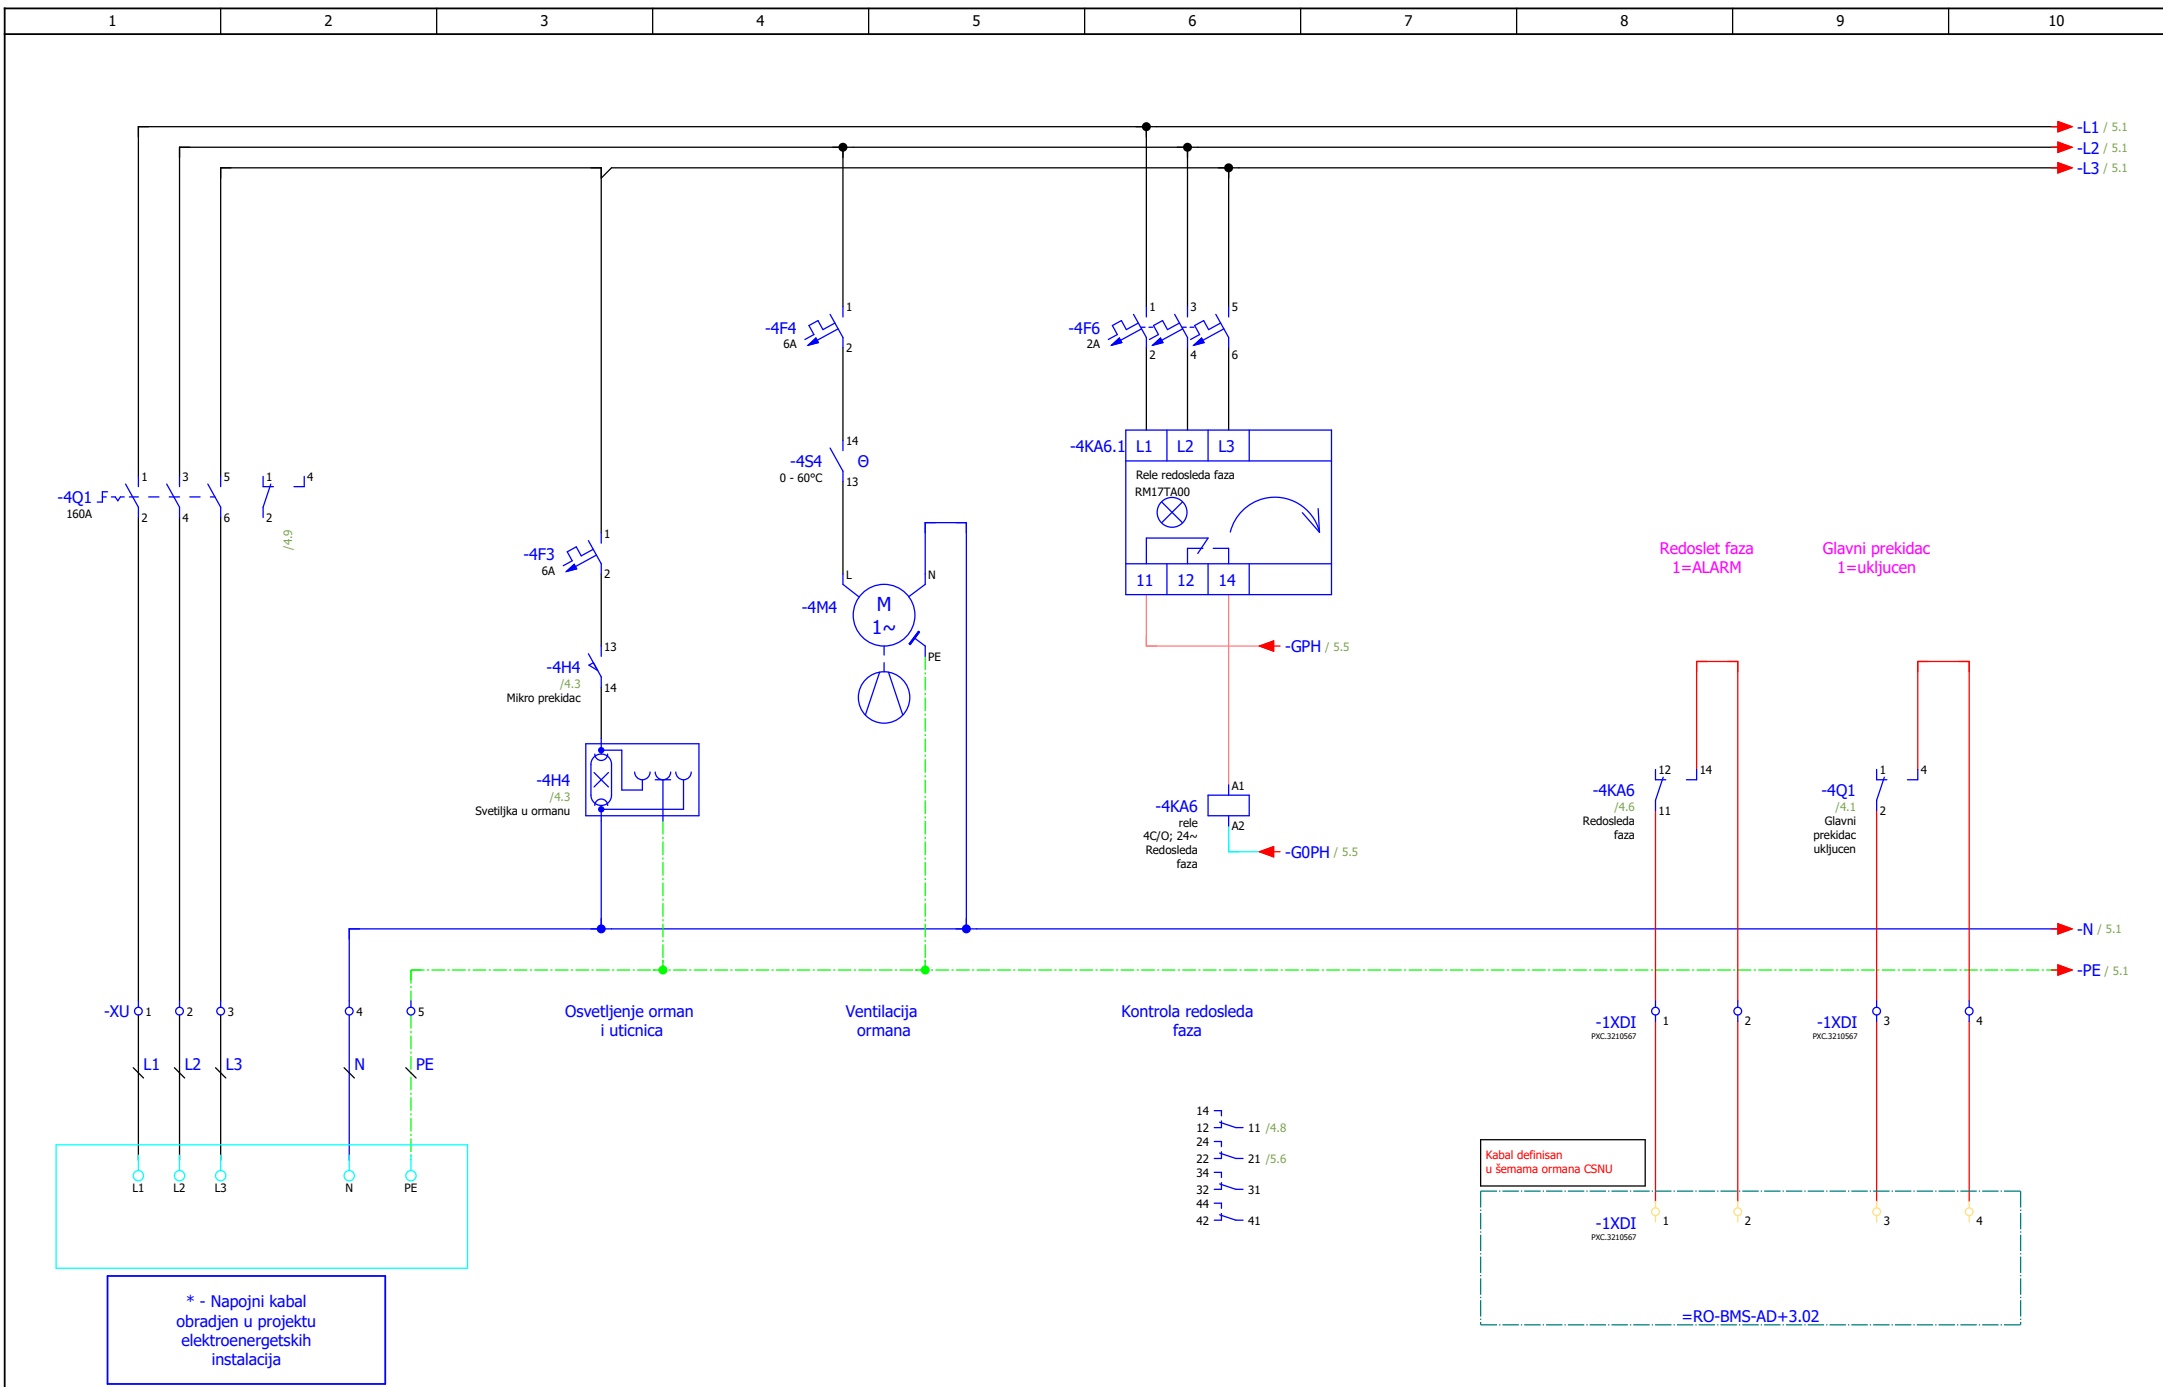 1 2 3 4 5 6 7 8 9 10
-L1 / 5.1
-L2 / 5.1
-L3 / 5.1
-4Q1
160A
1 2
3 4
5 6
1 2 4
/4.9
-4F3
6A
1
2
-4H4
/4.3
Mikro prekidac
13
14
-4H4
/4.3
Svetiljka u ormanu
-4F4
6A
1
2
-4S4
0 - 60°C
14
Θ
13
-4M4
L
N
M
1~
PE
-4F6
2A
1 3 5
2 4 6
-4KA6.1
L1 L2 L3
Rele redosleda faza
RM17TA00
11 12 14
-GPH / 5.5
-4KA6
rele
4C/O; 24~
Redosleda
faza
A1
A2
-G0PH / 5.5
Redoslet faza
1=ALARM
Glavni prekidac
1=ukljucen
-4KA6
/4.6
Redosleda
faza
12 14
11
-4Q1
/4.1
Glavni
prekidac
ukljucen
1 4
2
-N / 5.1
-PE / 5.1
-XU 1 2 3 4 5
L1 L2 L3 N PE
Osvetljenje orman
i uticnica
Ventilacija
ormana
Kontrola redosleda
faza
-1XDI
PXC.3210567
1 2
-1XDI
PXC.3210567
3 4
14
12 11 /4.8
24
22 21 /5.6
34
32 31
44
42 41
L1 L2 L3 N PE
Kabal definisan
u šemama ormana CSNU
-1XDI
PXC.3210567
1 2 3 4
=RO-BMS-AD+3.02
* - Napojni kabal
obradjen u projektu
elektroenergetskih
instalacija